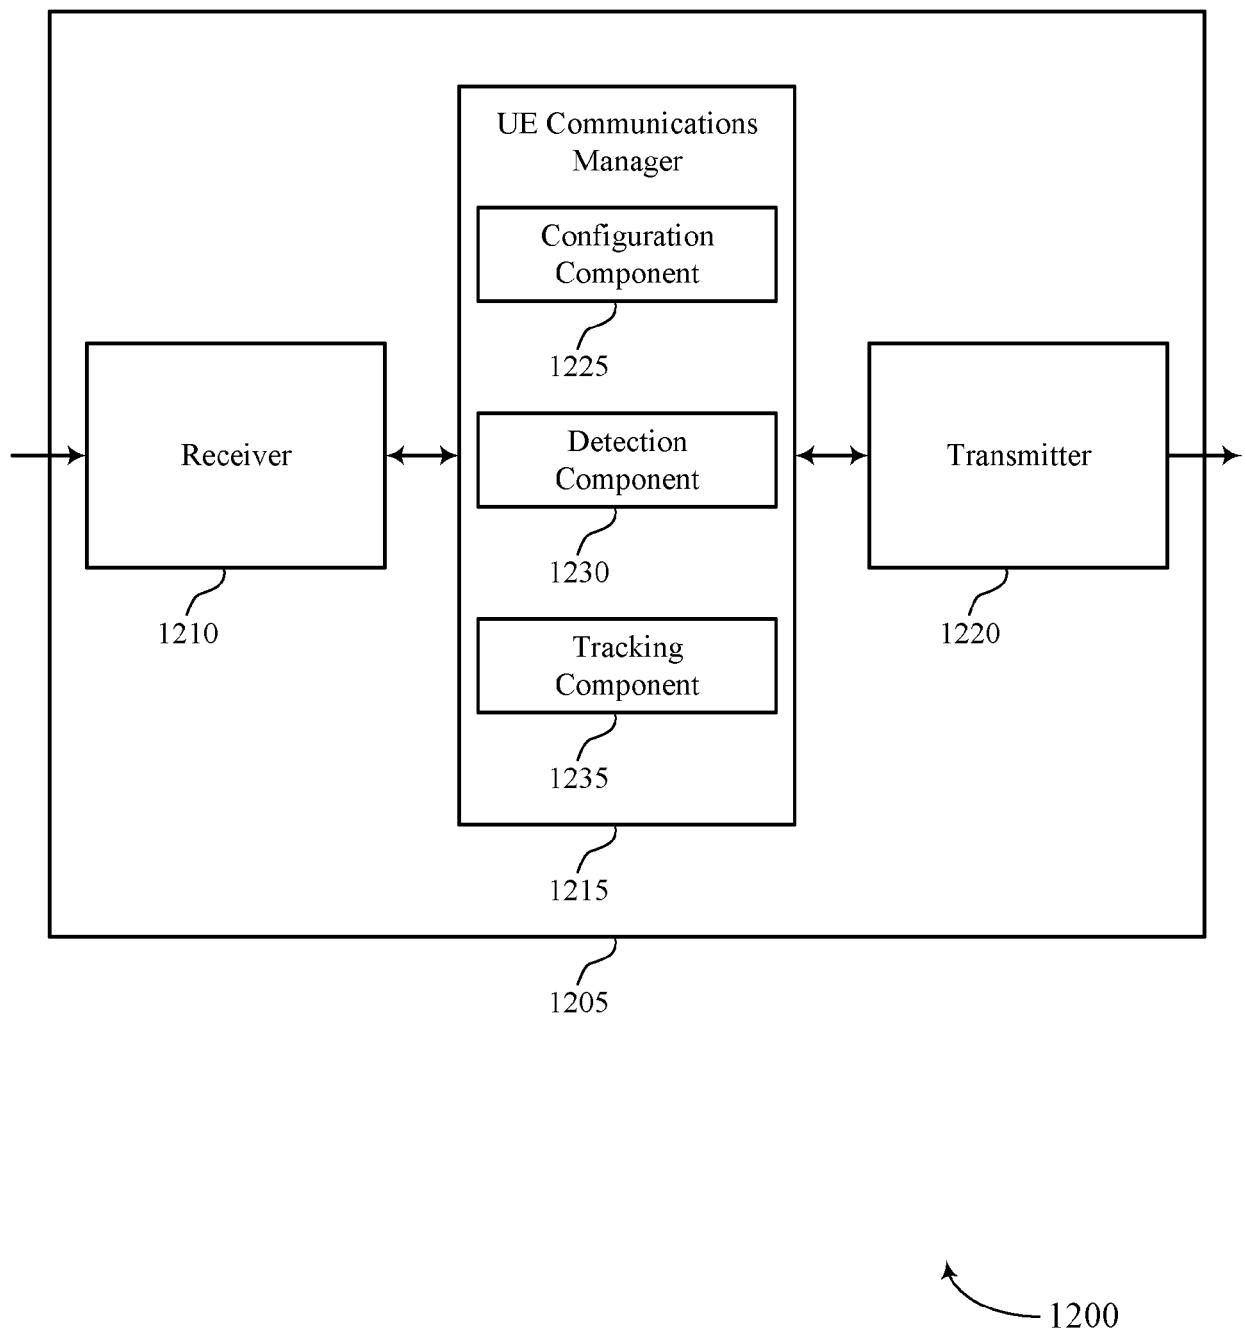 UE Communications
Manager
Configuration
Component
1225
Receiver
1210
Detection
Component
1230
Transmitter
1220
Tracking
Component
1235
1215
1205
1200